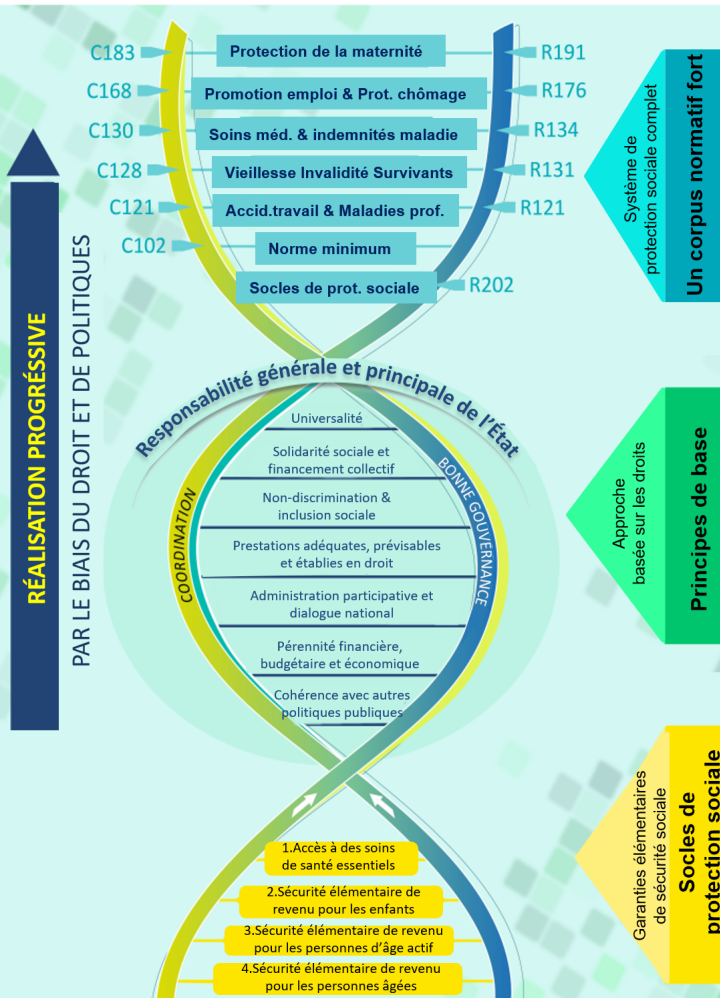 C183 Protection de la maternité R191
C168 Promotion emploi & Prot. chômage R176
C130 Soins méd. & indemnités maladie R134
C128 Vieillesse Invalidité Survivants R131
C121 Accid.travail & Maladies prof. R121
C102 Norme minimum
Socles de prot. sociale R202
Système de
protection sociale complet
Un corpus normatif fort
RÉALISATION PROGRÉSSIVE
PAR LE BIAIS DU DROIT ET DE POLITIQUES
Responsabilité générale et principale de l'État
COORDINATION
Universalité
Solidarité sociale et
financement collectif
Non-discrimination &
inclusion sociale
Prestations adéquates, prévisables
et établies en droit
Administration participative et
dialogue national
Pérennité financière,
budgétaire et économique
Cohérence avec autres
politiques publiques
BONNE GOUVERNANCE
Approche
basée sur les droits
Principes de base
1.Accès à des soins
de santé essentiels
2.Sécurité élémentaire de
revenu pour les enfants
3.Sécurité élémentaire de revenu
pour les personnes d'âge actif
4.Sécurité élémentaire de revenu
pour les personnes âgées
Garanties élémentaires
de sécurité sociale
Socles de
protection sociale